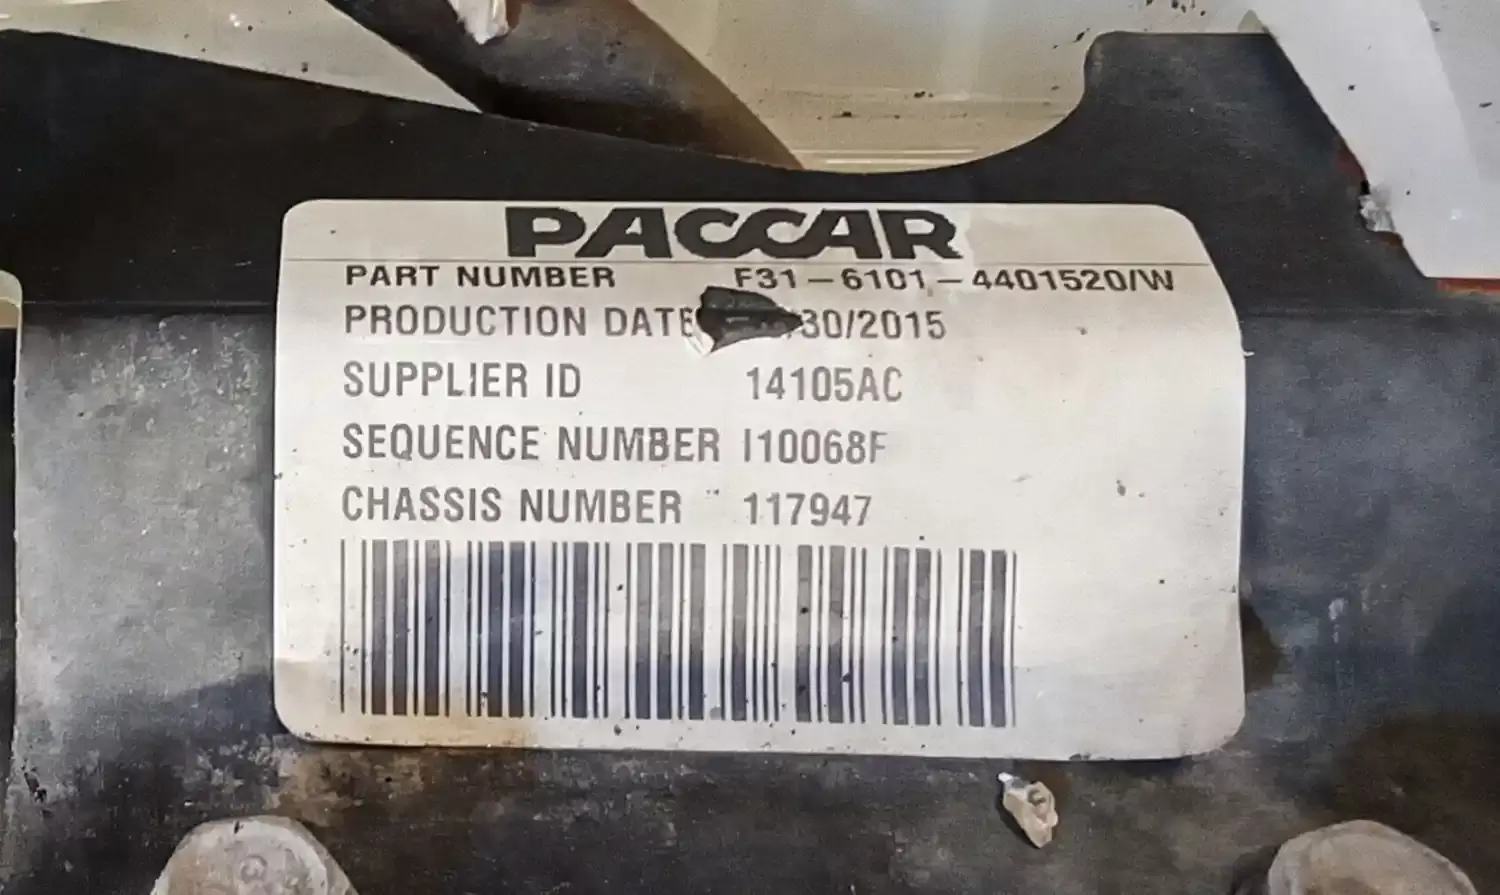 PACCAR
PART NUMBER F31-6101-4401520/W
PRODUCTION DATE /30/2015
SUPPLIER ID 14105AC
SEQUENCE NUMBER I10068F
CHASSIS NUMBER 117947